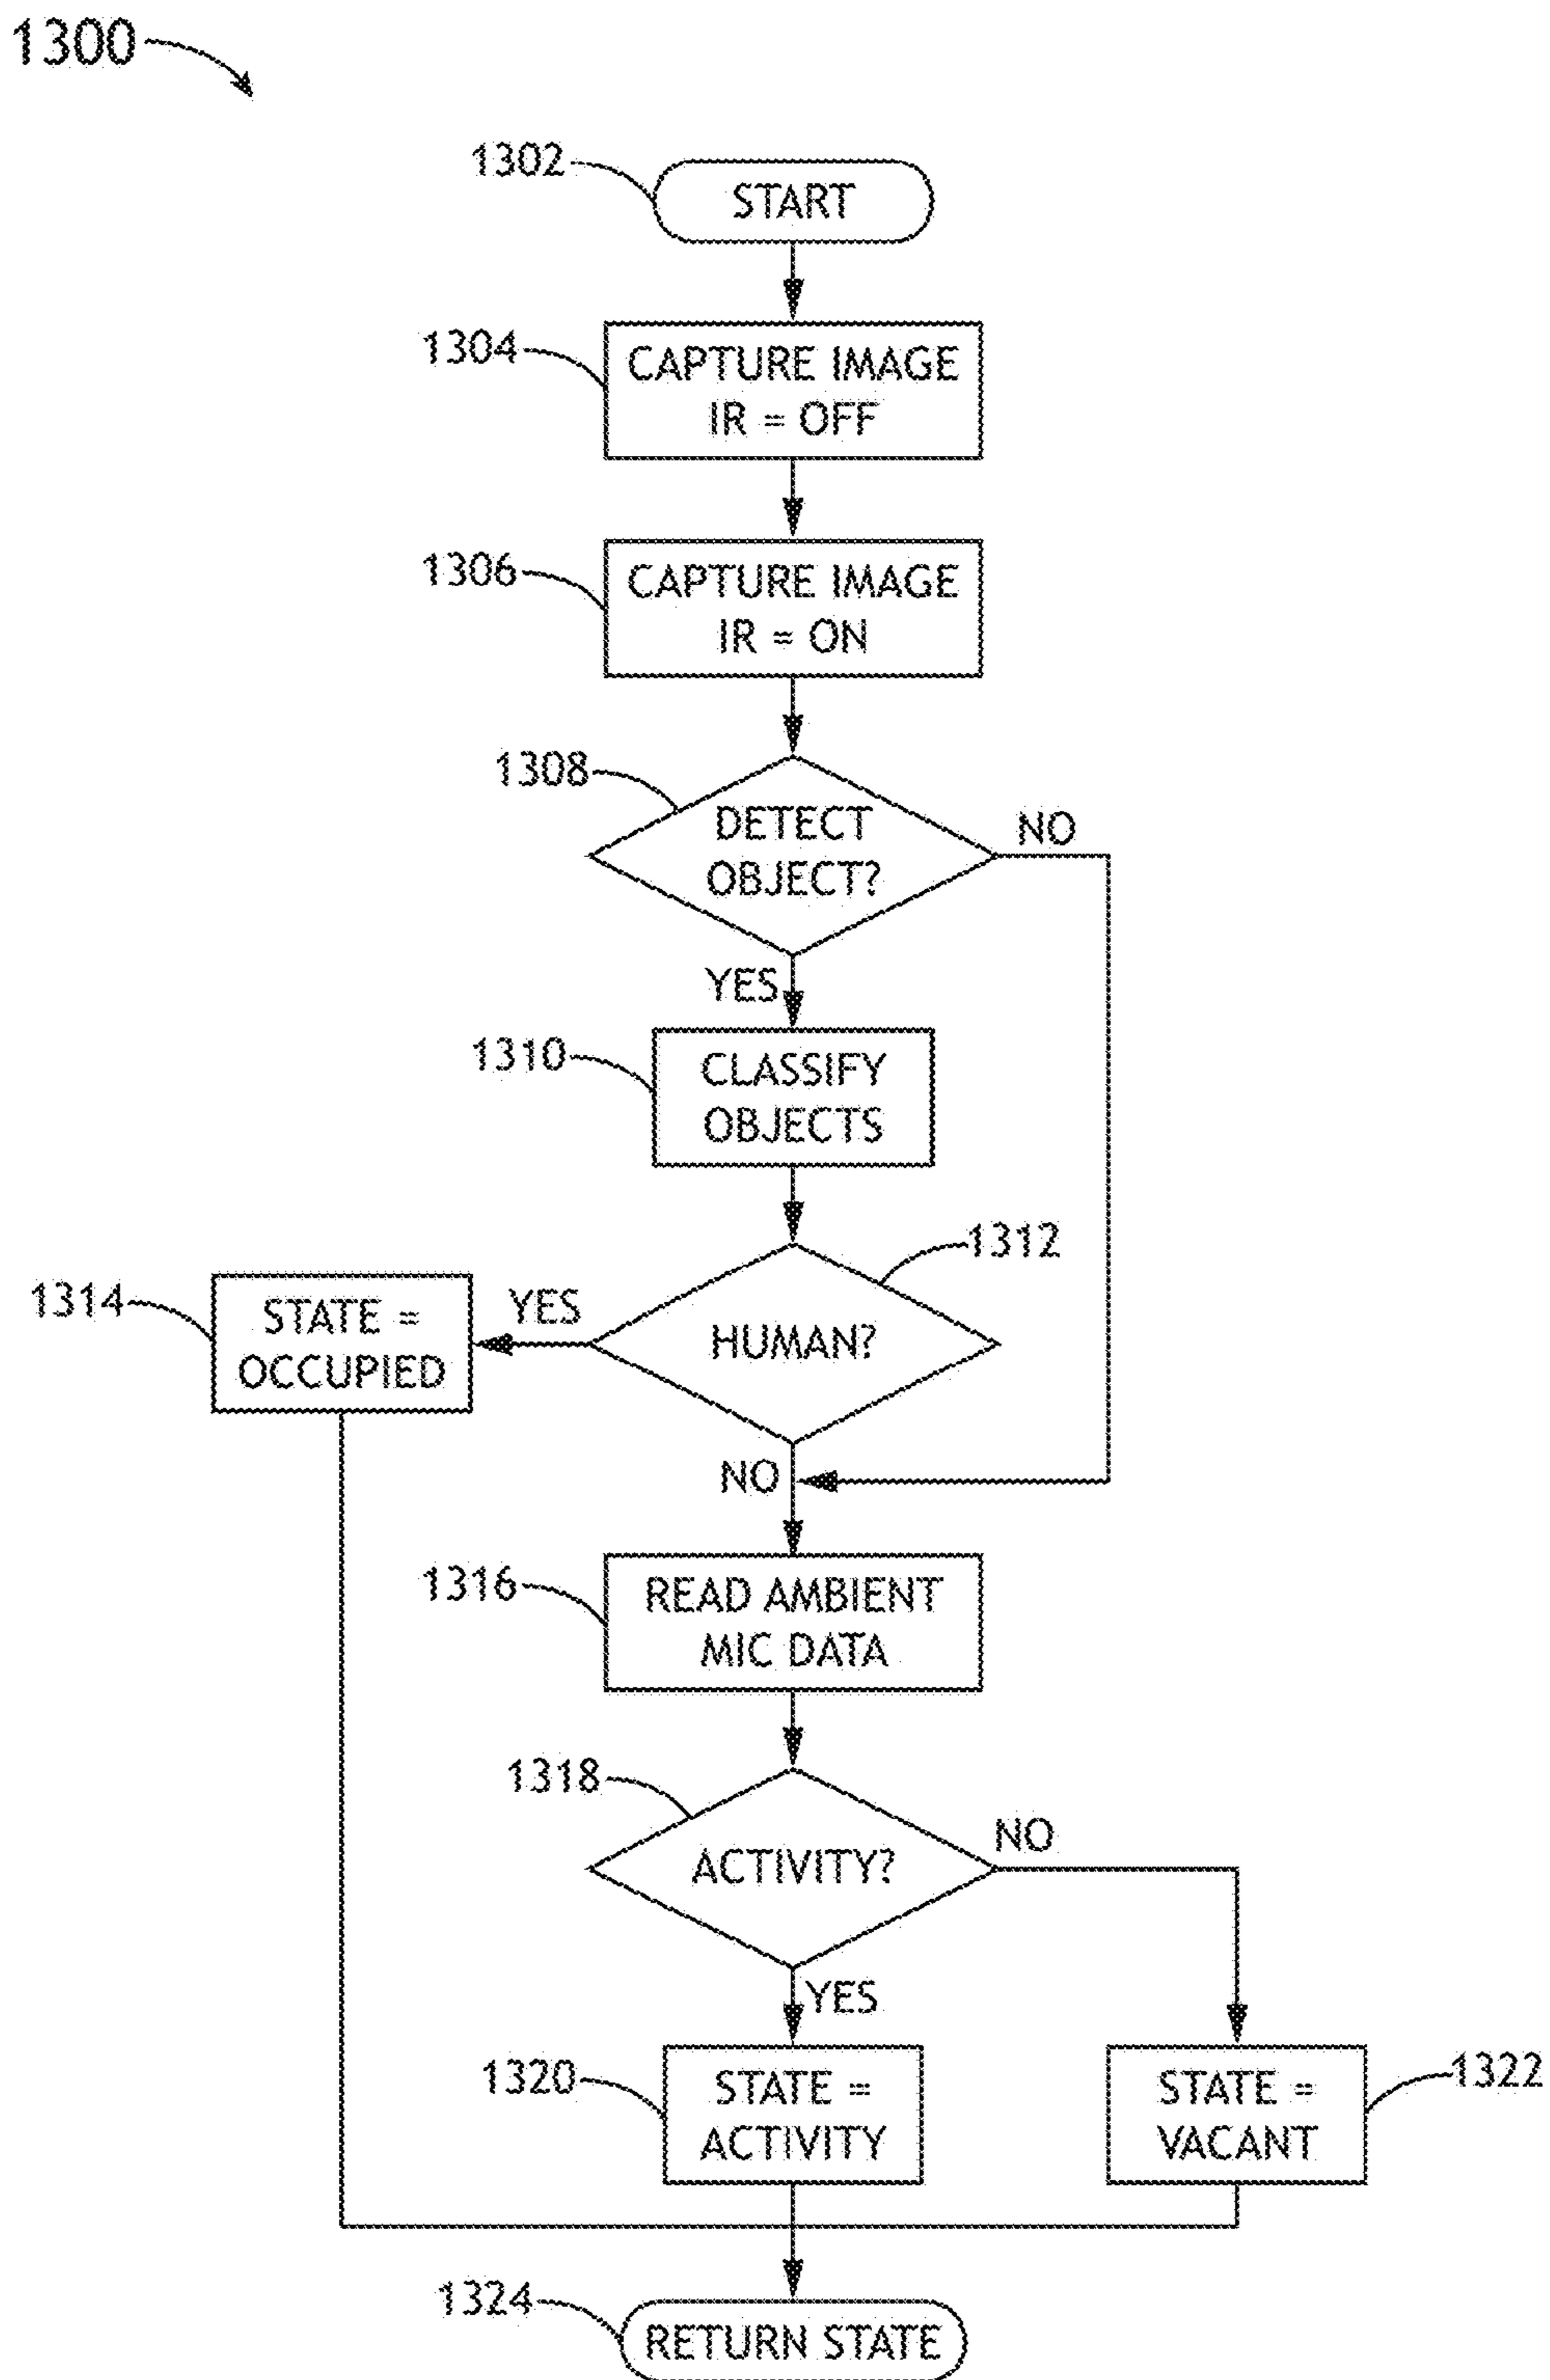 1300
1302
START
1304
CAPTURE IMAGE
IR = OFF
1306
CAPTURE IMAGE
IR = ON
1308
DETECT
OBJECT?
NO
YES
1310
CLASSIFY
OBJECTS
1312
HUMAN?
YES
1314
STATE =
OCCUPIED
NO
1316
READ AMBIENT
MIC DATA
1318
ACTIVITY?
NO
YES
1320
STATE =
ACTIVITY
STATE =
VACANT
1322
1324
RETURN STATE